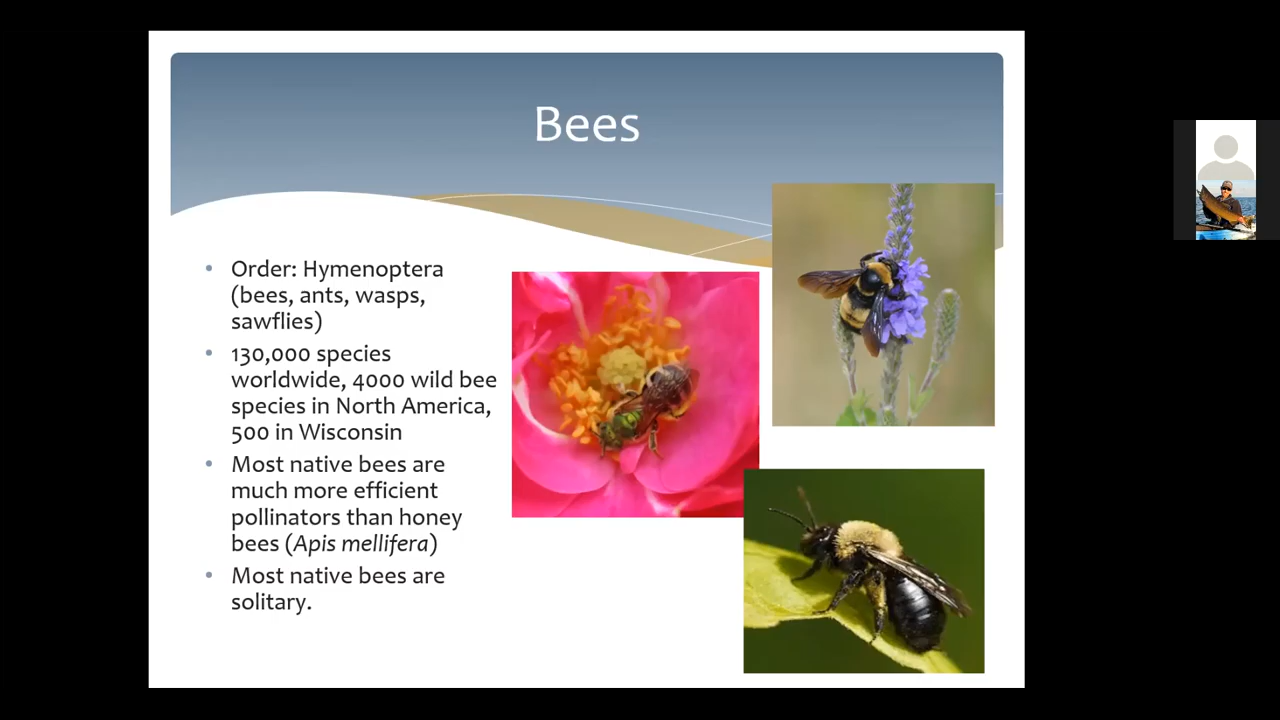 Bees
• Order: Hymenoptera
(bees, ants, wasps,
sawflies)
• 130,000 species
worldwide, 4000 wild bee
species in North America,
500 in Wisconsin
• Most native bees are
much more efficient
pollinators than honey
bees (Apis mellifera)
• Most native bees are
solitary.